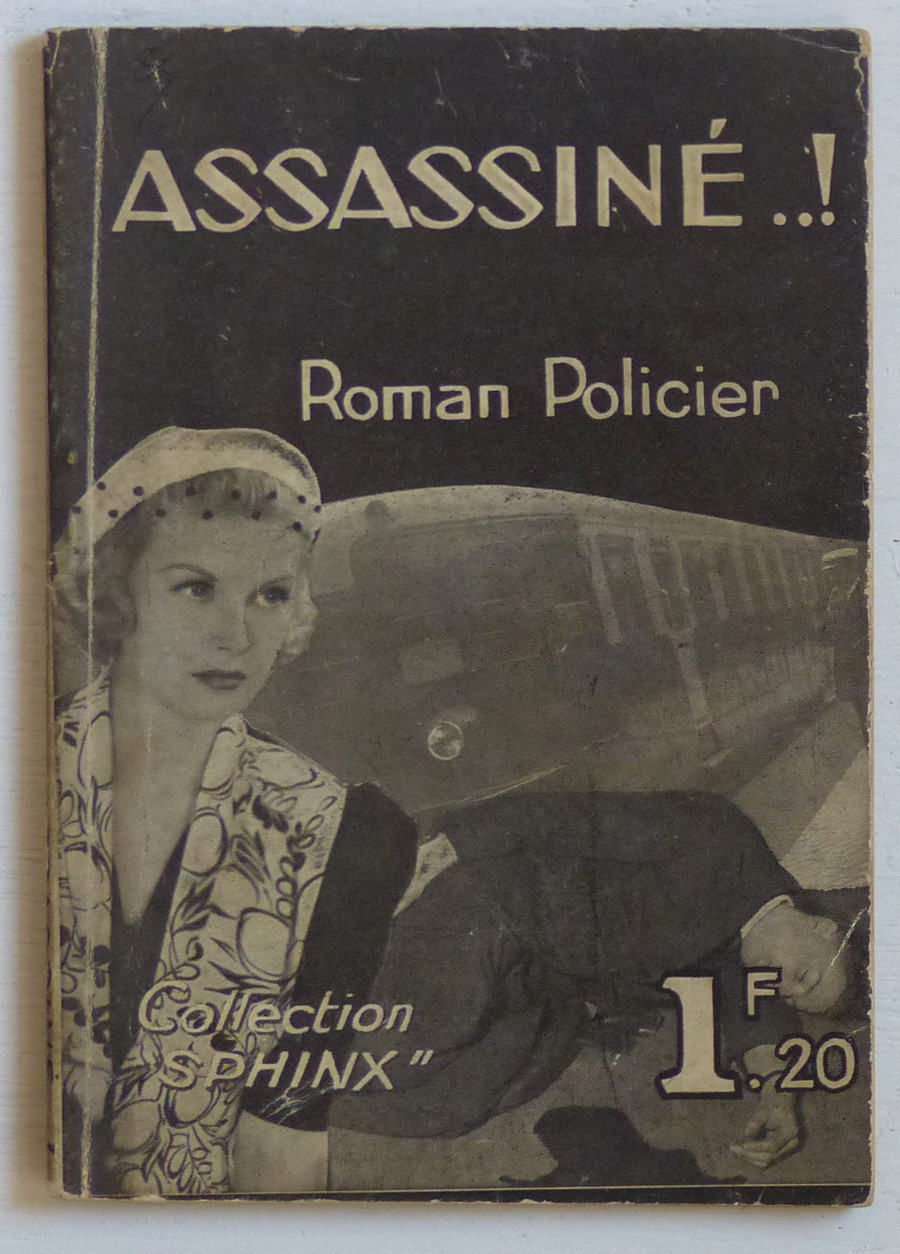 ASSASSINÉ..!
Roman Policier
Collection
"SPHINX"
1F.20